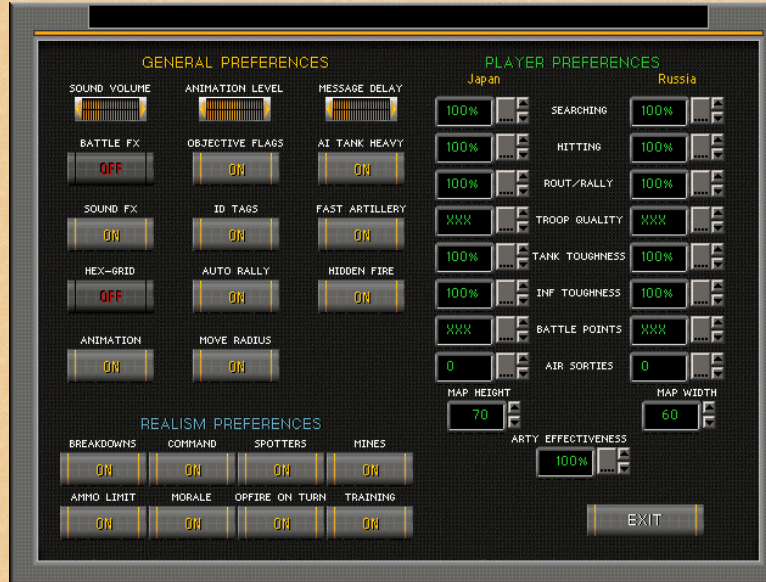 GENERAL PREFERENCES
SOUND VOLUME ANIMATION LEVEL MESSAGE DELAY
BATTLE FX OBJECTIVE FLAGS AI TANK HEAVY
OFF ON ON
SOUND FX ID TAGS FAST ARTILLERY
ON ON ON
HEX-GRID AUTO RALLY HIDDEN FIRE
OFF ON ON
ANIMATION MOVE RADIUS
ON ON
REALISM PREFERENCES
BREAKDOWNS COMMAND SPOTTERS MINES
ON ON ON ON
AMMO LIMIT MORALE OPFIRE ON TURN TRAINING
ON ON ON ON
PLAYER PREFERENCES
Japan Russia
100% SEARCHING 100%
100% HITTING 100%
100% ROUT/RALLY 100%
XXX TROOP QUALITY XXX
100% TANK TOUGHNESS 100%
100% INF TOUGHNESS 100%
XXX BATTLE POINTS XXX
0 AIR SORTIES 0
MAP HEIGHT MAP WIDTH
70 60
ARTY EFFECTIVENESS
100%
EXIT